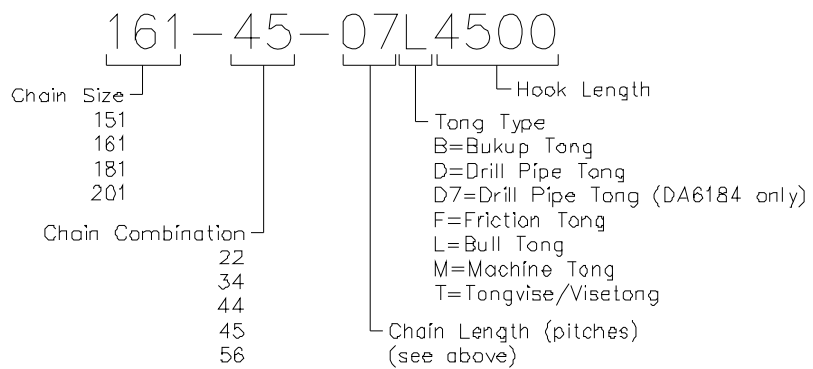 161-45-07L4500
Hook Length
Chain Size
151
161
181
201
Tong Type
B=Bukup Tong
D=Drill Pipe Tong
D7=Drill Pipe Tong (DA6184 only)
F=Friction Tong
L=Bull Tong
M=Machine Tong
T=Tongvise/Visetong
Chain Combination
22
34
44
45
56
Chain Length (pitches)
(see above)